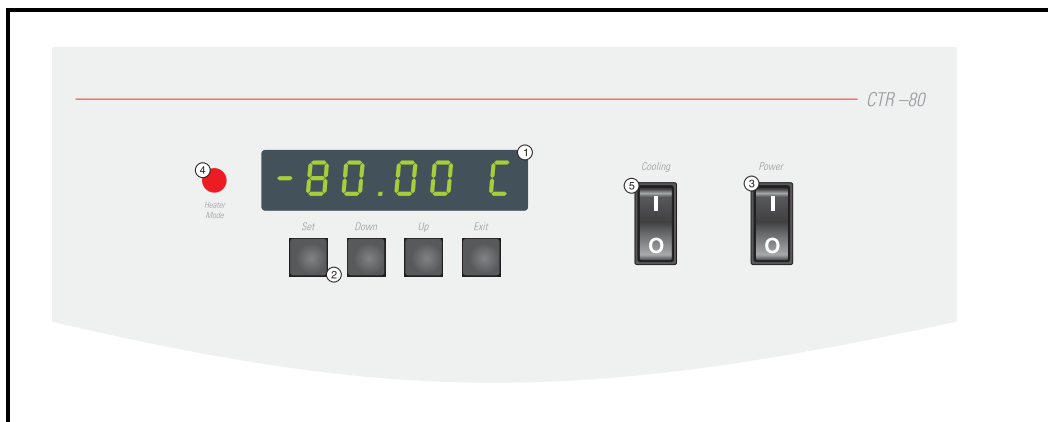 CTR –80
1
-80.00 C
4
Heater
Mode
Set Down Up Exit
2
Cooling
5
I
O
Power
3
I
O